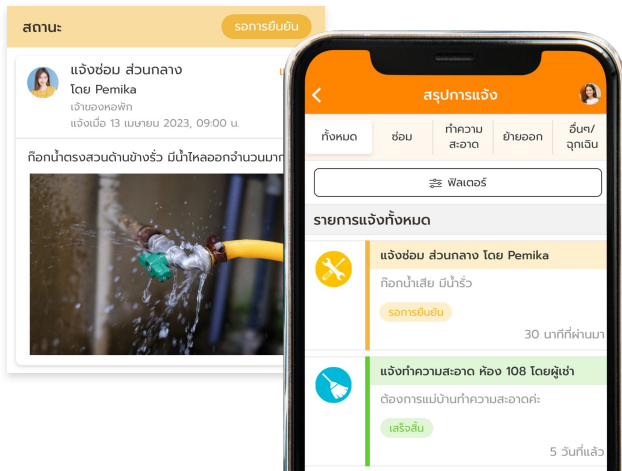 สถานะ
รอการยืนยัน
แจ้งซ่อม ส่วนกลาง
โดย Pemika
เจ้าของหอพัก
แจ้งเมื่อ 13 เมษายน 2023, 09:00 น.
ก๊อกน้ำตรงสวนด้านข้างรั่ว มีน้ำไหลออกจำนวนมาก
สรุปการแจ้ง
ทั้งหมด
ซ่อม
ทำความ
สะอาด
ย้ายออก
อื่นๆ/
ฉุกเฉิน
ฟิลเตอร์
รายการแจ้งทั้งหมด
แจ้งซ่อม ส่วนกลาง โดย Pemika
ก๊อกน้ำเสีย มีน้ำรั่ว
รอการยืนยัน
30 นาทีที่ผ่านมา
แจ้งทำความสะอาด ห้อง 108 โดยผู้เช่า
ต้องการแม่บ้านทำความสะอาดค่ะ
เสร็จสิ้น
5 วันที่แล้ว